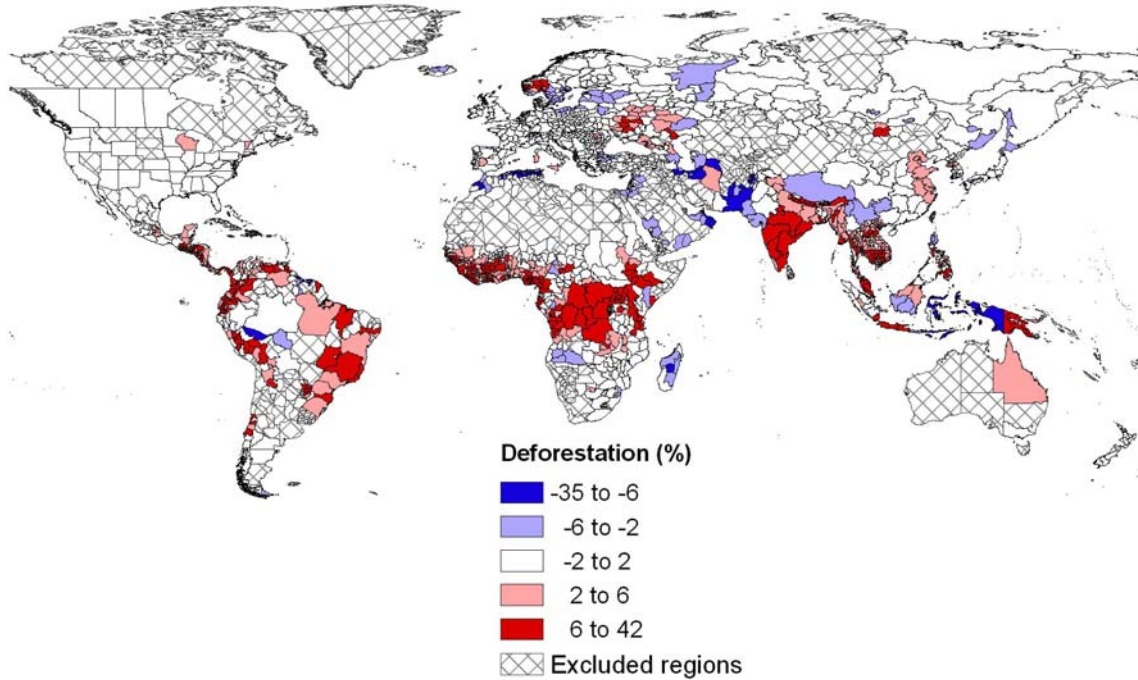 Deforestation (%)
-35 to -6
-6 to -2
-2 to 2
2 to 6
6 to 42
Excluded regions